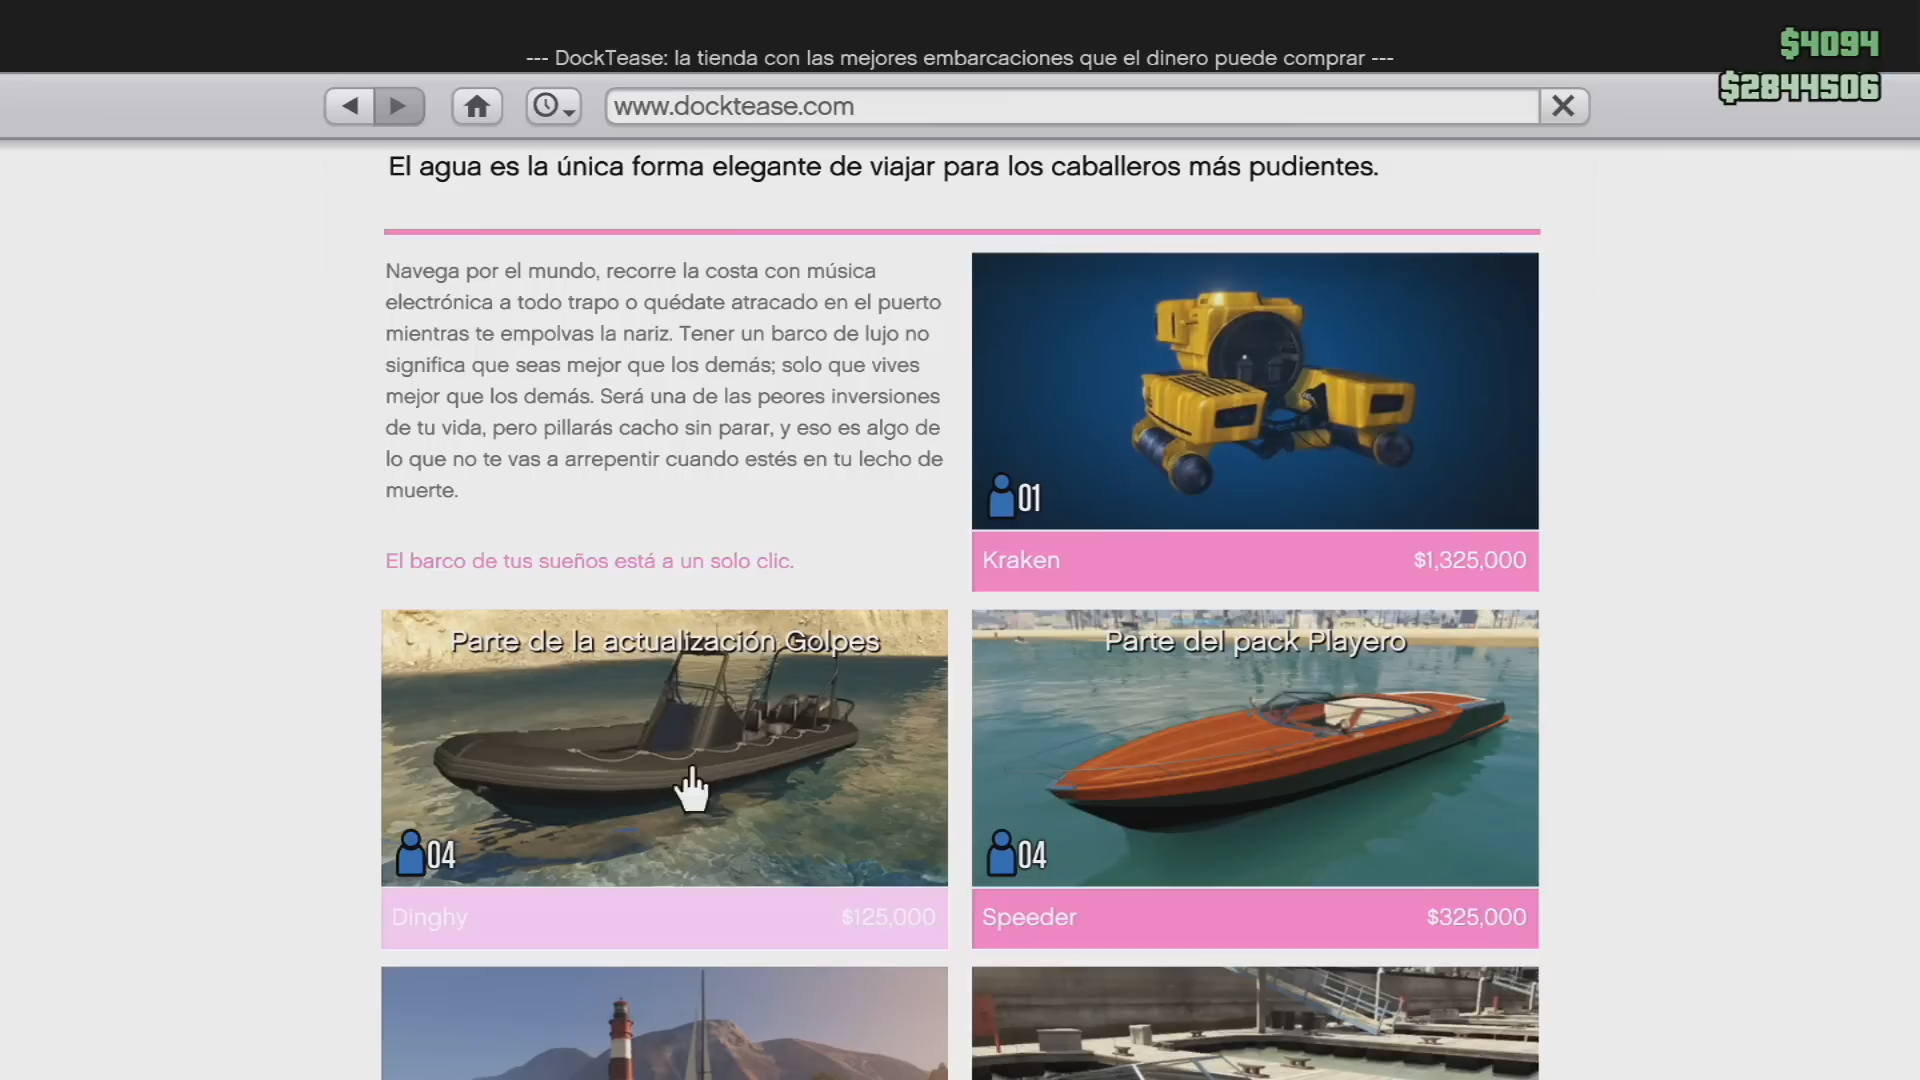 --- DockTease: la tienda con las mejores embarcaciones que el dinero puede comprar ---
$4094
$2844506
www.docktease.com
El agua es la única forma elegante de viajar para los caballeros más pudientes.
Navega por el mundo, recorre la costa con música
electrónica a todo trapo o quédate atracado en el puerto
mientras te empolvas la nariz. Tener un barco de lujo no
significa que seas mejor que los demás; solo que vives
mejor que los demás. Será una de las peores inversiones
de tu vida, pero pillarás cacho sin parar, y eso es algo de
lo que no te vas a arrepentir cuando estés en tu lecho de
muerte.
El barco de tus sueños está a un solo clic.
01
Kraken $1,325,000
Parte de la actualización Golpes
04
Dinghy $125,000
Parte del pack Playero
04
Speeder $325,000